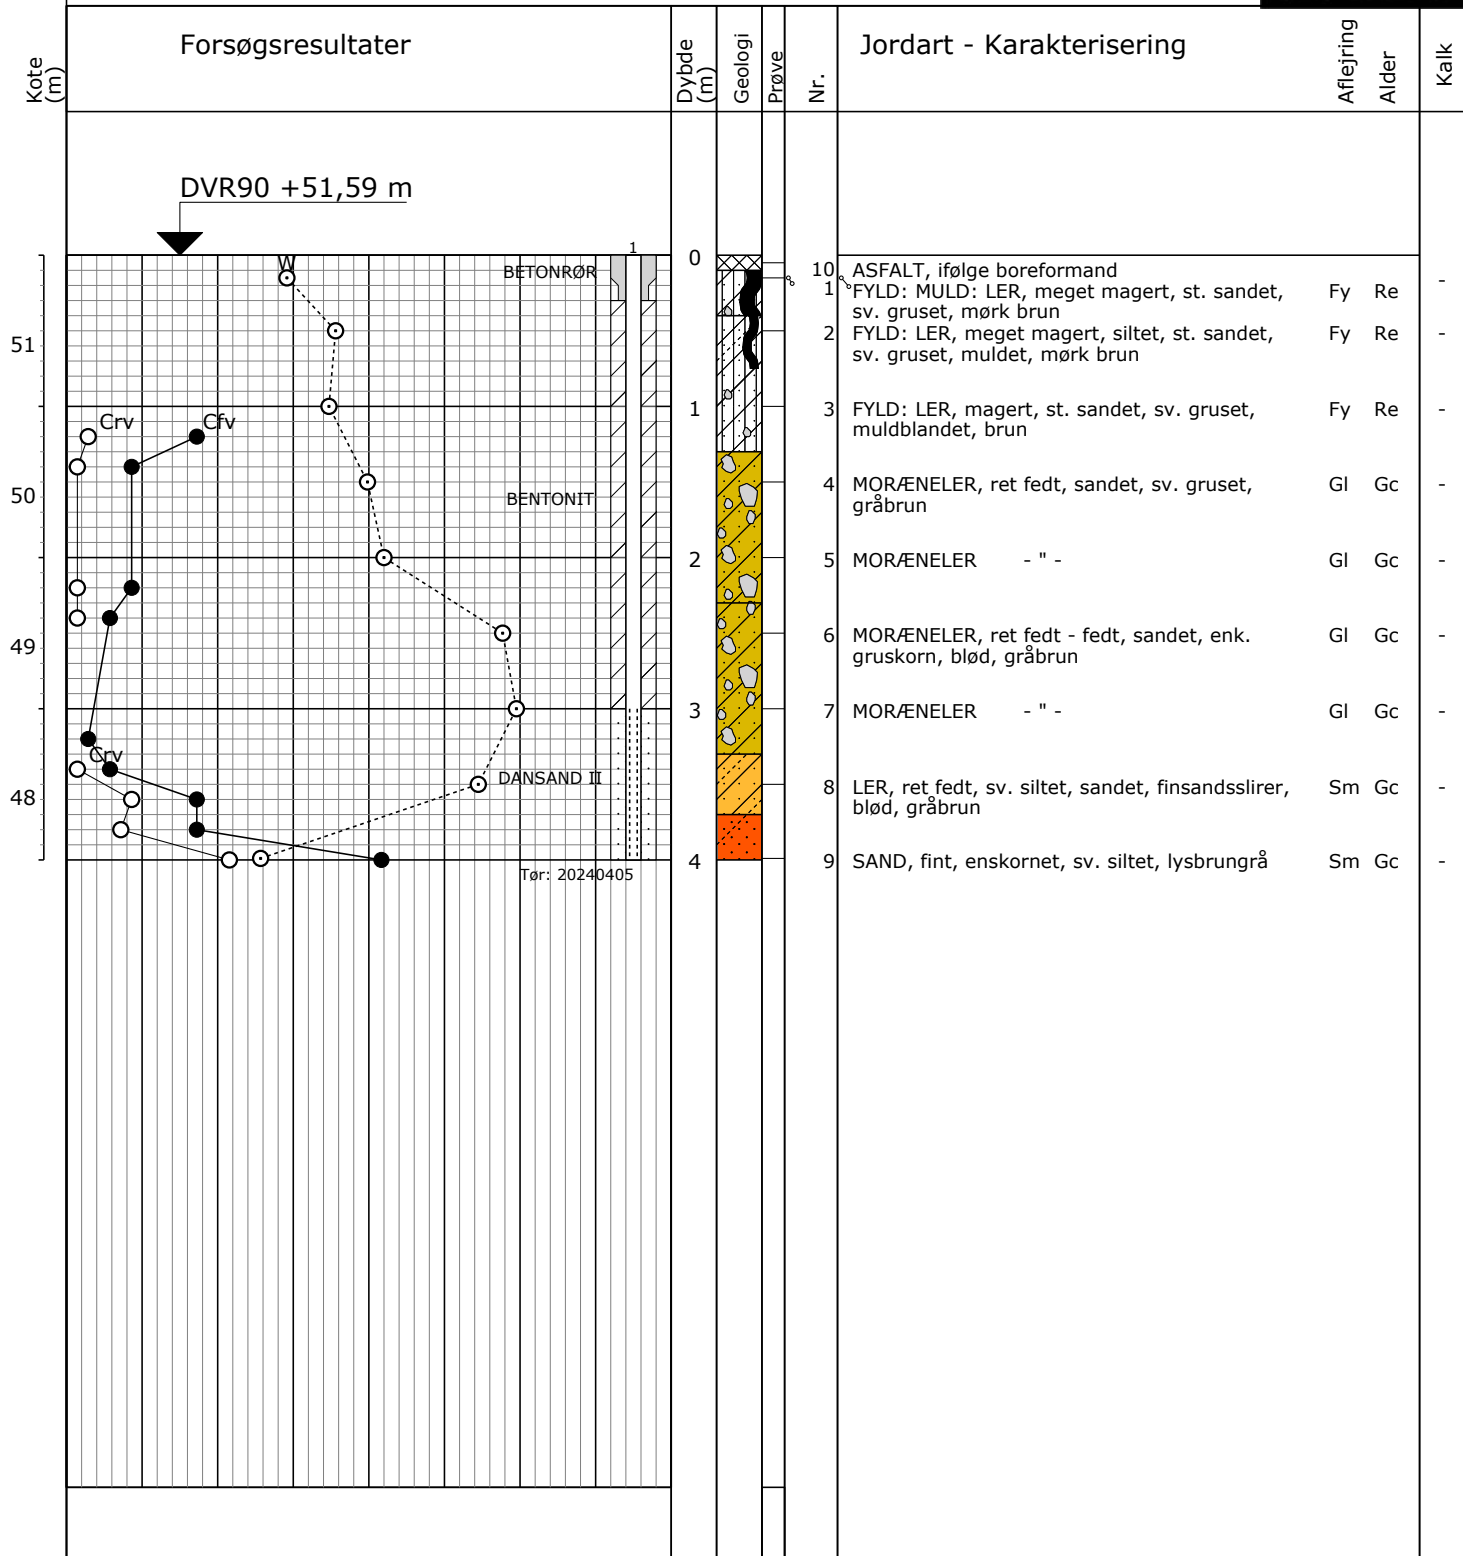 Kote
(m)
Forsøgsresultater
Dybde
(m)
Geologi
Prøve
Nr.
Jordart - Karakterisering
Aflejring
Alder
Kalk
DVR90 +51,59 m
1
W
BETONRØR
0
10 ASFALT, ifølge boreformand
-
1 FYLD: MULD: LER, meget magert, st. sandet, Fy Re
sv. gruset, mørk brun
51
2 FYLD: LER, meget magert, siltet, st. sandet, Fy Re -
sv. gruset, muldet, mørk brun
Crv
Cfv
1
3 FYLD: LER, magert, st. sandet, sv. gruset, Fy Re -
muldblandet, brun
50
BENTONIT
4 MORÆNELER, ret fedt, sandet, sv. gruset, Gl Gc -
gråbrun
2
5 MORÆNELER - " - Gl Gc -
49
6 MORÆNELER, ret fedt - fedt, sandet, enk. Gl Gc -
gruskorn, blød, gråbrun
3
7 MORÆNELER - " - Gl Gc -
Crv
DANSAND II
48
8 LER, ret fedt, sv. siltet, sandet, finsandsslirer, Sm Gc -
blød, gråbrun
4
9 SAND, fint, enskornet, sv. siltet, lysbrungrå Sm Gc -
Tør: 20240405